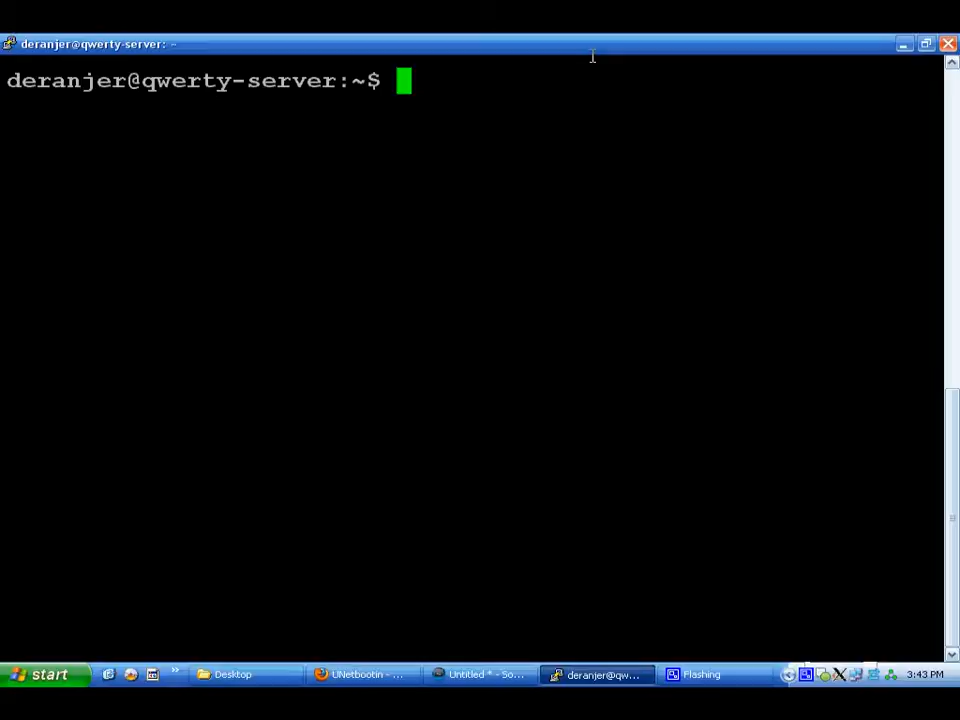 deranjer@qwerty-server: ~
deranjer@qwerty-server:~$
start
»
Desktop
UNetbootin - ...
Untitled * - So...
deranjer@qw...
Flashing
3:43 PM